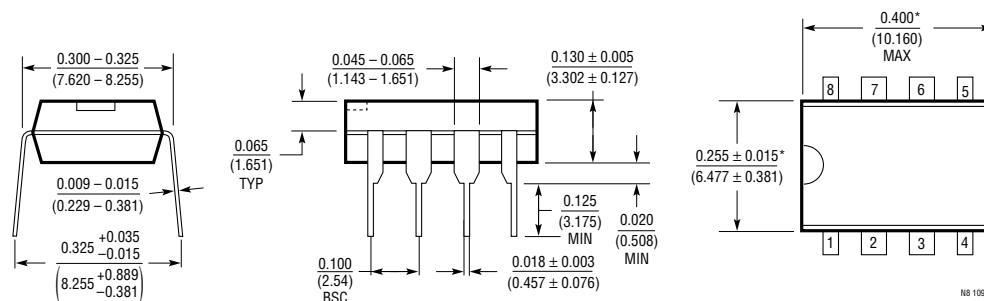 0.300 – 0.325
(7.620 – 8.255)
0.009 – 0.015
(0.229 – 0.381)
0.325 +0.035 –0.015
(8.255 +0.889 –0.381)
0.045 – 0.065
(1.143 – 1.651)
0.130 ± 0.005
(3.302 ± 0.127)
0.065
(1.651)
TYP
0.125
(3.175)
MIN
0.020
(0.508)
MIN
0.100
(2.54)
BSC
0.018 ± 0.003
(0.457 ± 0.076)
0.400*
(10.160)
MAX
8 7 6 5
0.255 ± 0.015*
(6.477 ± 0.381)
1 2 3 4
N8 109